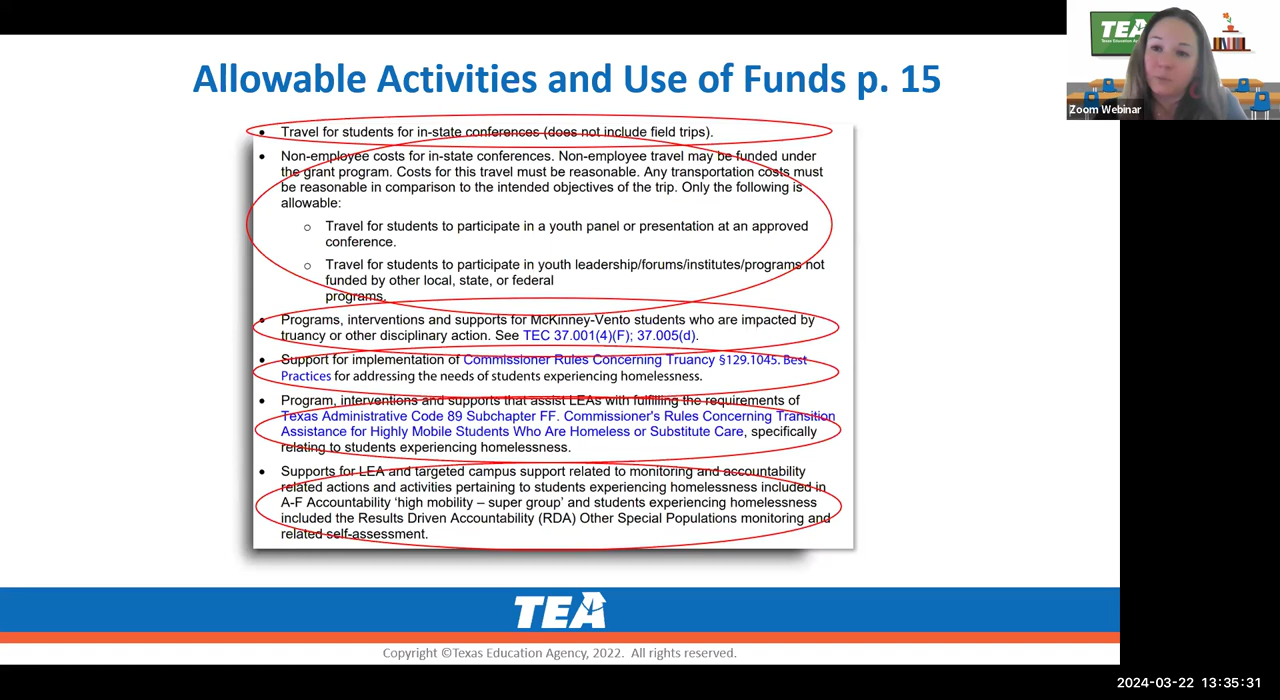 Allowable Activities and Use of Funds p. 15
TEA
Texas Education Agency
Zoom Webinar
• Travel for students for in-state conferences (does not include field trips).
• Non-employee costs for in-state conferences. Non-employee travel may be funded under
the grant program. Costs for this travel must be reasonable. Any transportation costs must
be reasonable in comparison to the intended objectives of the trip. Only the following is
allowable:
o Travel for students to participate in a youth panel or presentation at an approved
conference.
o Travel for students to participate in youth leadership/forums/institutes/programs not
funded by other local, state, or federal
programs.
• Programs, interventions and supports for McKinney-Vento students who are impacted by
truancy or other disciplinary action. See TEC 37.001(4)(F); 37.005(d).
• Support for implementation of Commissioner Rules Concerning Truancy §129.1045. Best
Practices for addressing the needs of students experiencing homelessness.
• Program, interventions and supports that assist LEAs with fulfilling the requirements of
Texas Administrative Code 89 Subchapter FF. Commissioner's Rules Concerning Transition
Assistance for Highly Mobile Students Who Are Homeless or Substitute Care, specifically
relating to students experiencing homelessness.
• Supports for LEA and targeted campus support related to monitoring and accountability
related actions and activities pertaining to students experiencing homelessness included in
A-F Accountability ‘high mobility – super group’ and students experiencing homelessness
included the Results Driven Accountability (RDA) Other Special Populations monitoring and
related self-assessment.
TEA
Copyright ©Texas Education Agency, 2022. All rights reserved.
2024-03-22 13:35:31